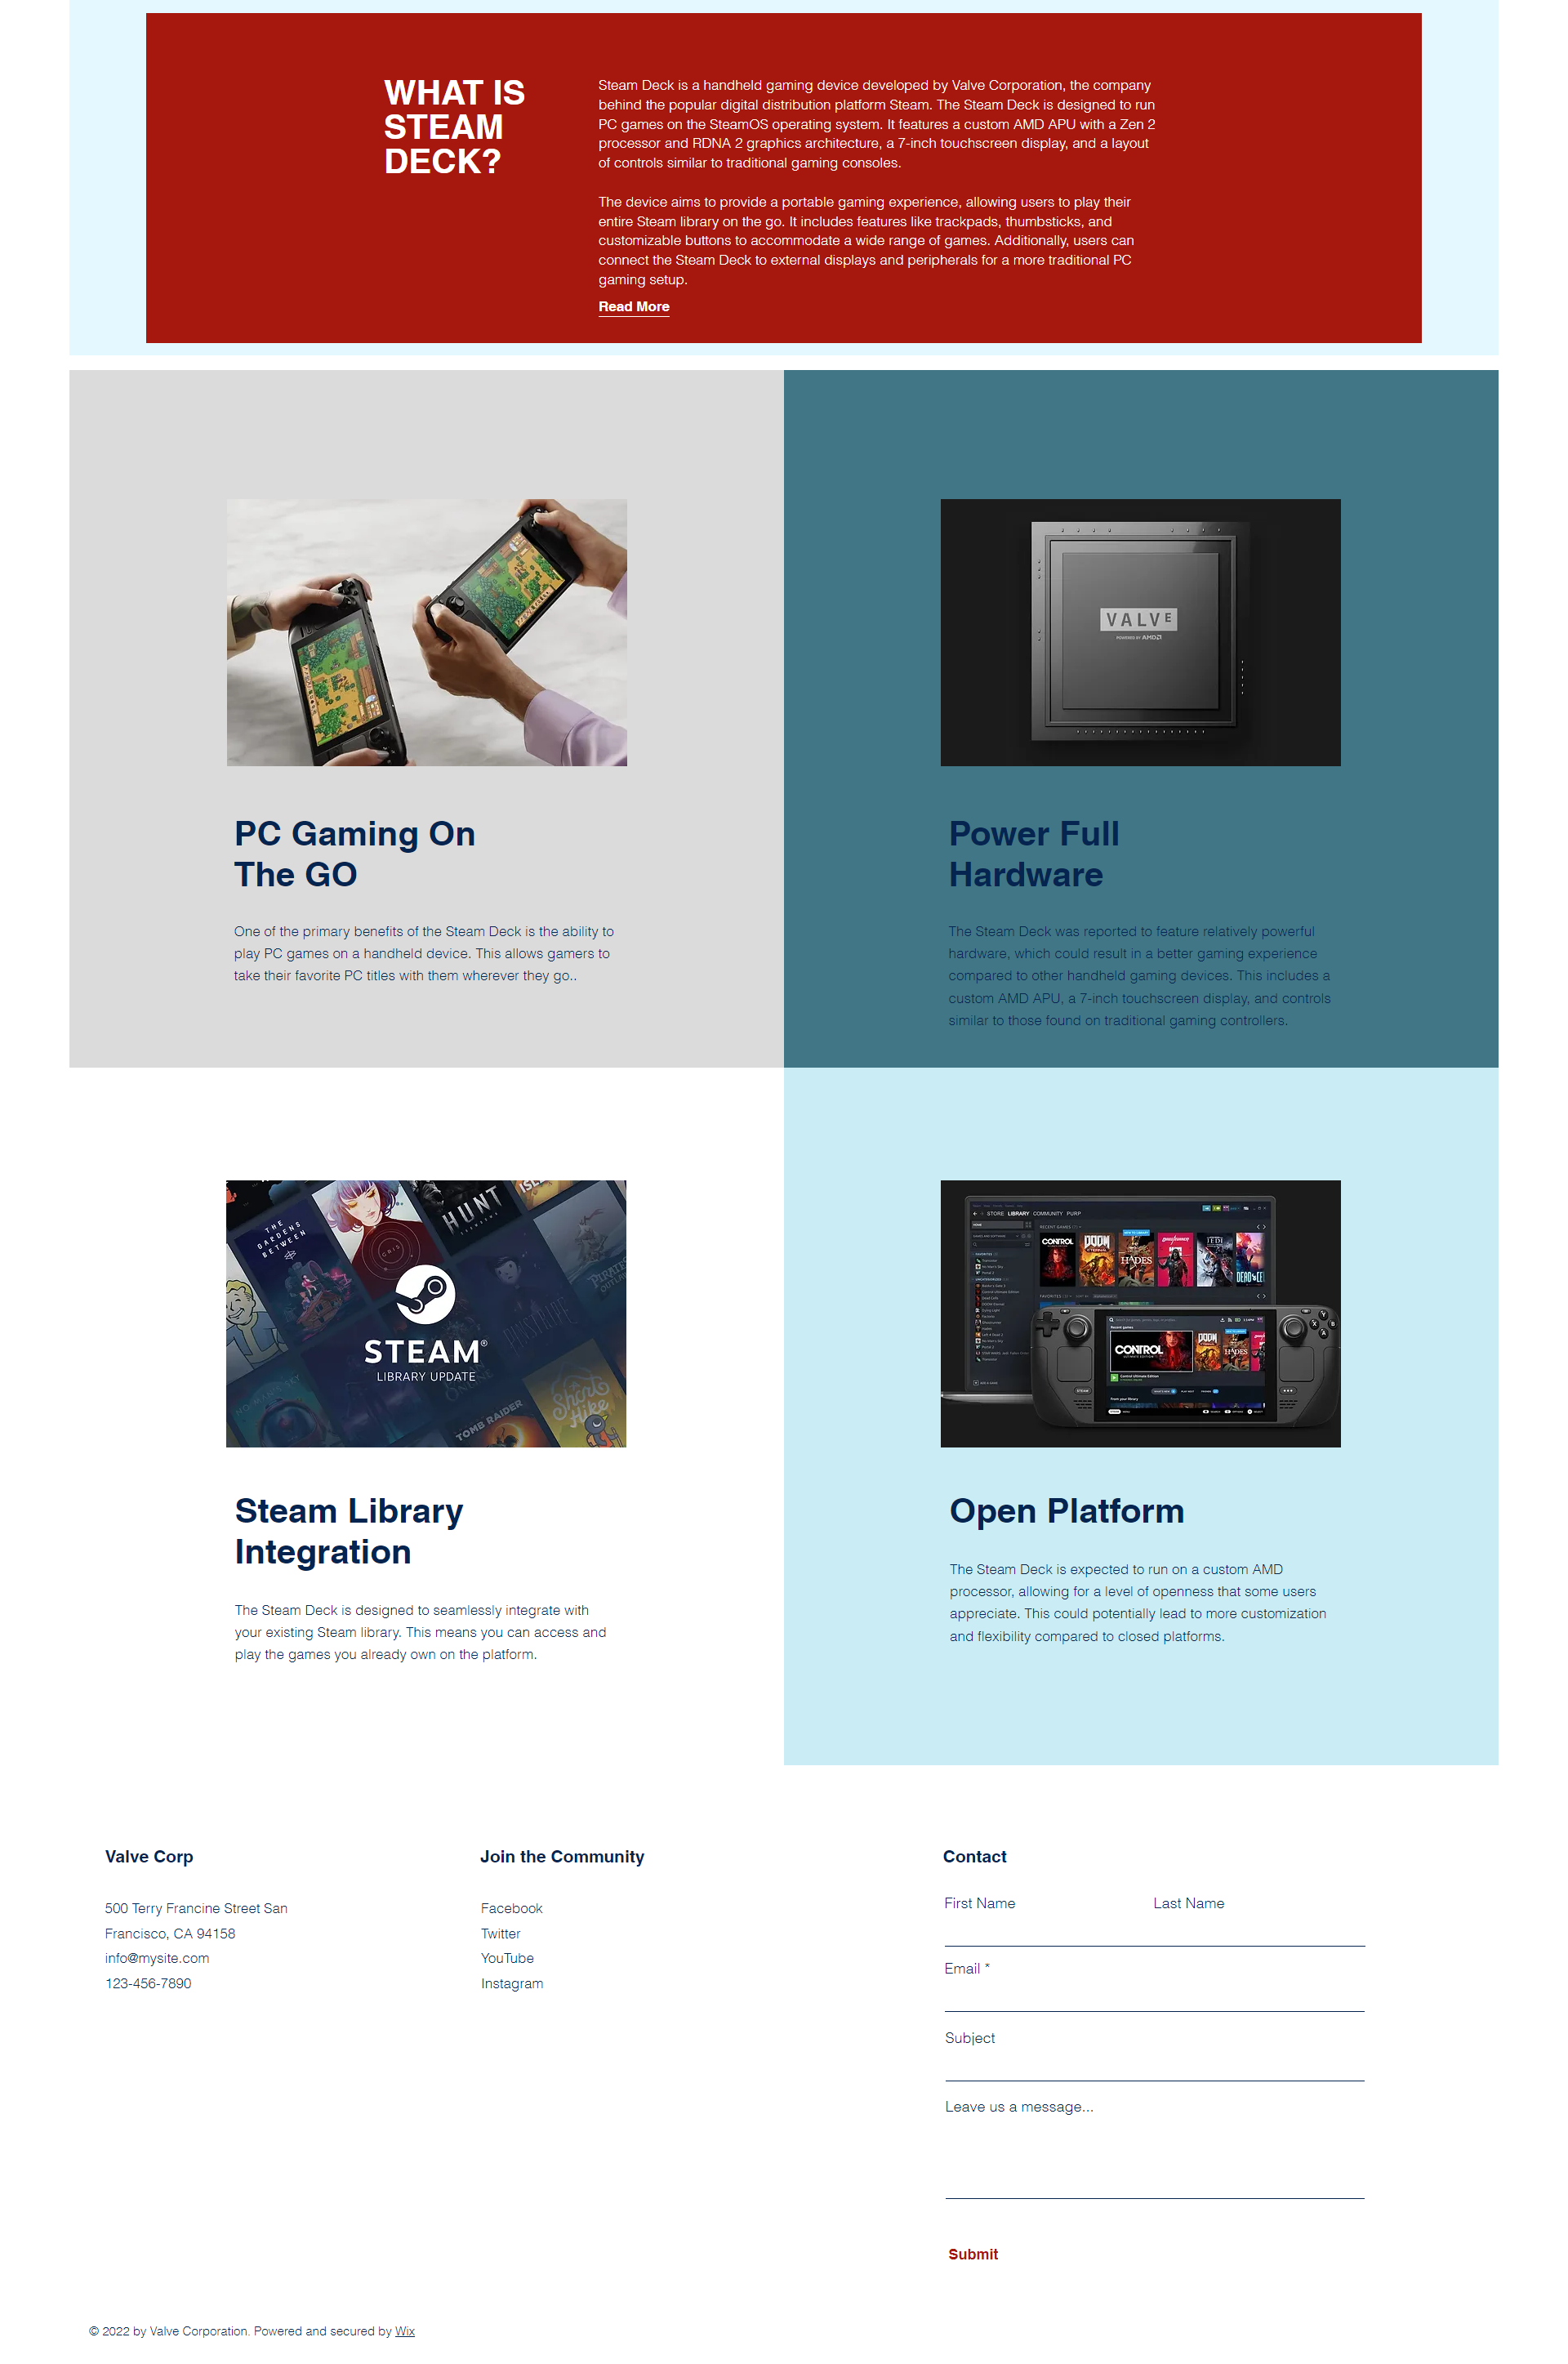 WHAT IS
STEAM
DECK?
Steam Deck is a handheld gaming device developed by Valve Corporation, the company
behind the popular digital distribution platform Steam. The Steam Deck is designed to run
PC games on the SteamOS operating system. It features a custom AMD APU with a Zen 2
processor and RDNA 2 graphics architecture, a 7-inch touchscreen display, and a layout
of controls similar to traditional gaming consoles.
The device aims to provide a portable gaming experience, allowing users to play their
entire Steam library on the go. It includes features like trackpads, thumbsticks, and
customizable buttons to accommodate a wide range of games. Additionally, users can
connect the Steam Deck to external displays and peripherals for a more traditional PC
gaming setup.
Read More
VALVE
POWERED BY AMD
PC Gaming On
The GO
One of the primary benefits of the Steam Deck is the ability to
play PC games on a handheld device. This allows gamers to
take their favorite PC titles with them wherever they go..
Power Full
Hardware
The Steam Deck was reported to feature relatively powerful
hardware, which could result in a better gaming experience
compared to other handheld gaming devices. This includes a
custom AMD APU, a 7-inch touchscreen display, and controls
similar to those found on traditional gaming controllers.
THE
GARDENS
BETWEEN
GRIS
HUNT
PIRATES
OUTLAWS
STEAM®
LIBRARY UPDATE
TOMB RAIDER
Short
Hike
STORE LIBRARY COMMUNITY PURP
RECENT GAMES
CONTROL
DOOM
HADES
JEDI
DEAD CELLS
CONTROL
DOOM
HADES
Steam Library
Integration
The Steam Deck is designed to seamlessly integrate with
your existing Steam library. This means you can access and
play the games you already own on the platform.
Open Platform
The Steam Deck is expected to run on a custom AMD
processor, allowing for a level of openness that some users
appreciate. This could potentially lead to more customization
and flexibility compared to closed platforms.
Valve Corp
500 Terry Francine Street San
Francisco, CA 94158
info@mysite.com
123-456-7890
Join the Community
Facebook
Twitter
YouTube
Instagram
Contact
First Name
Last Name
Email *
Subject
Leave us a message...
Submit
© 2022 by Valve Corporation. Powered and secured by Wix